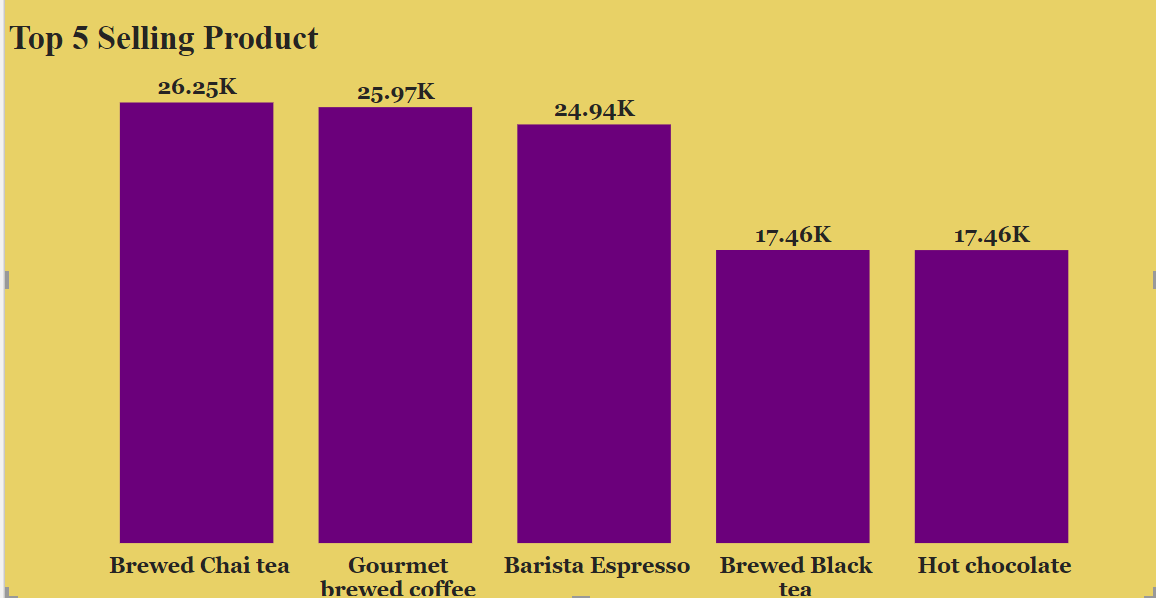 Top 5 Selling Product
26.25K
25.97K
24.94K
17.46K
17.46K
Brewed Chai tea
Gourmet
brewed coffee
Barista Espresso
Brewed Black
tea
Hot chocolate